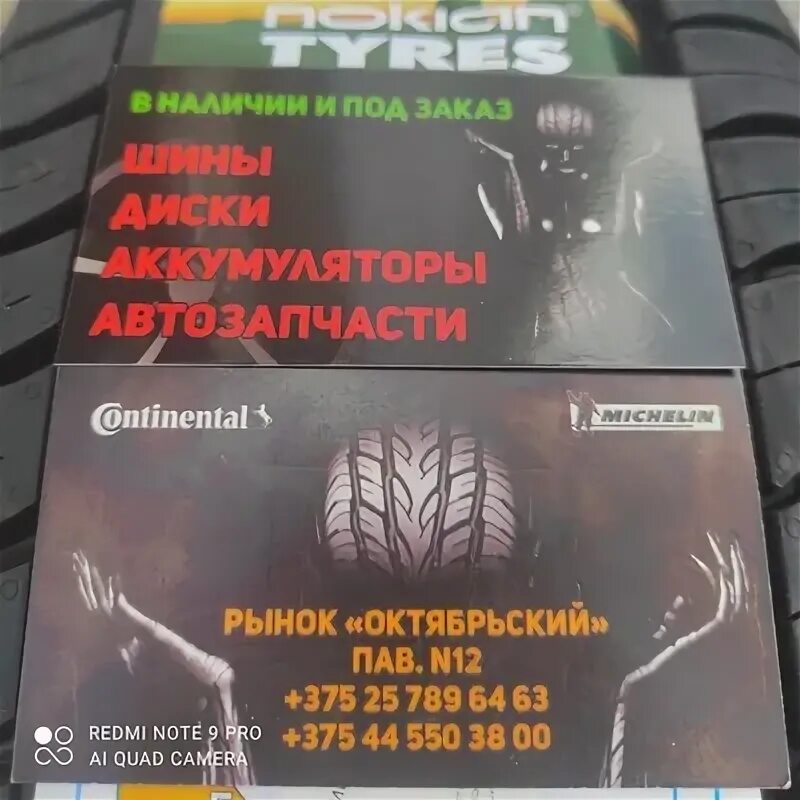 nokian
TYRES
В НАЛИЧИИ И ПОД ЗАКАЗ
ШИНЫ
ДИСКИ
АККУМУЛЯТОРЫ
АВТОЗАПЧАСТИ
Continental
MICHELIN
РЫНОК «ОКТЯБРЬСКИЙ»
ПАВ. N12
+375 25 789 64 63
+375 44 550 38 00
REDMI NOTE 9 PRO
AI QUAD CAMERA